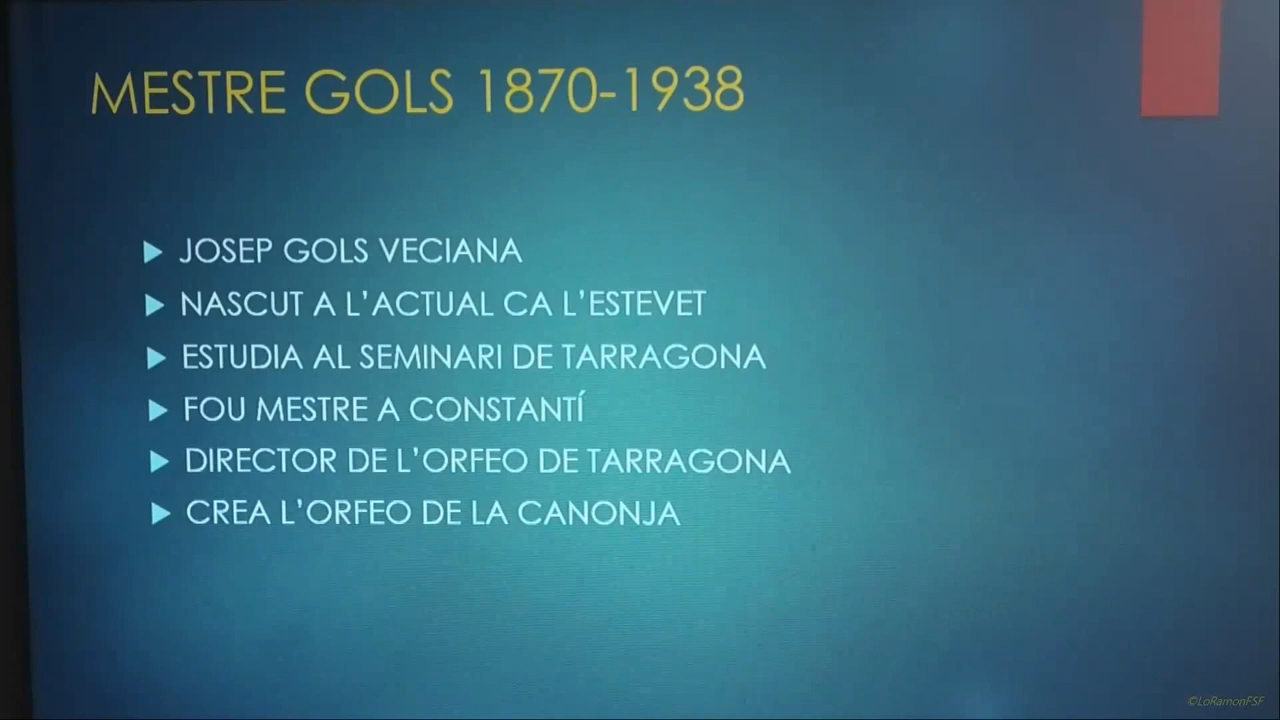 MESTRE GOLS 1870-1938
JOSEP GOLS VECIANA
NASCUT A L'ACTUAL CA L'ESTEVET
ESTUDIA AL SEMINARI DE TARRAGONA
FOU MESTRE A CONSTANTÍ
DIRECTOR DE L'ORFEO DE TARRAGONA
CREA L'ORFEO DE LA CANONJA
©LoRamonFSF